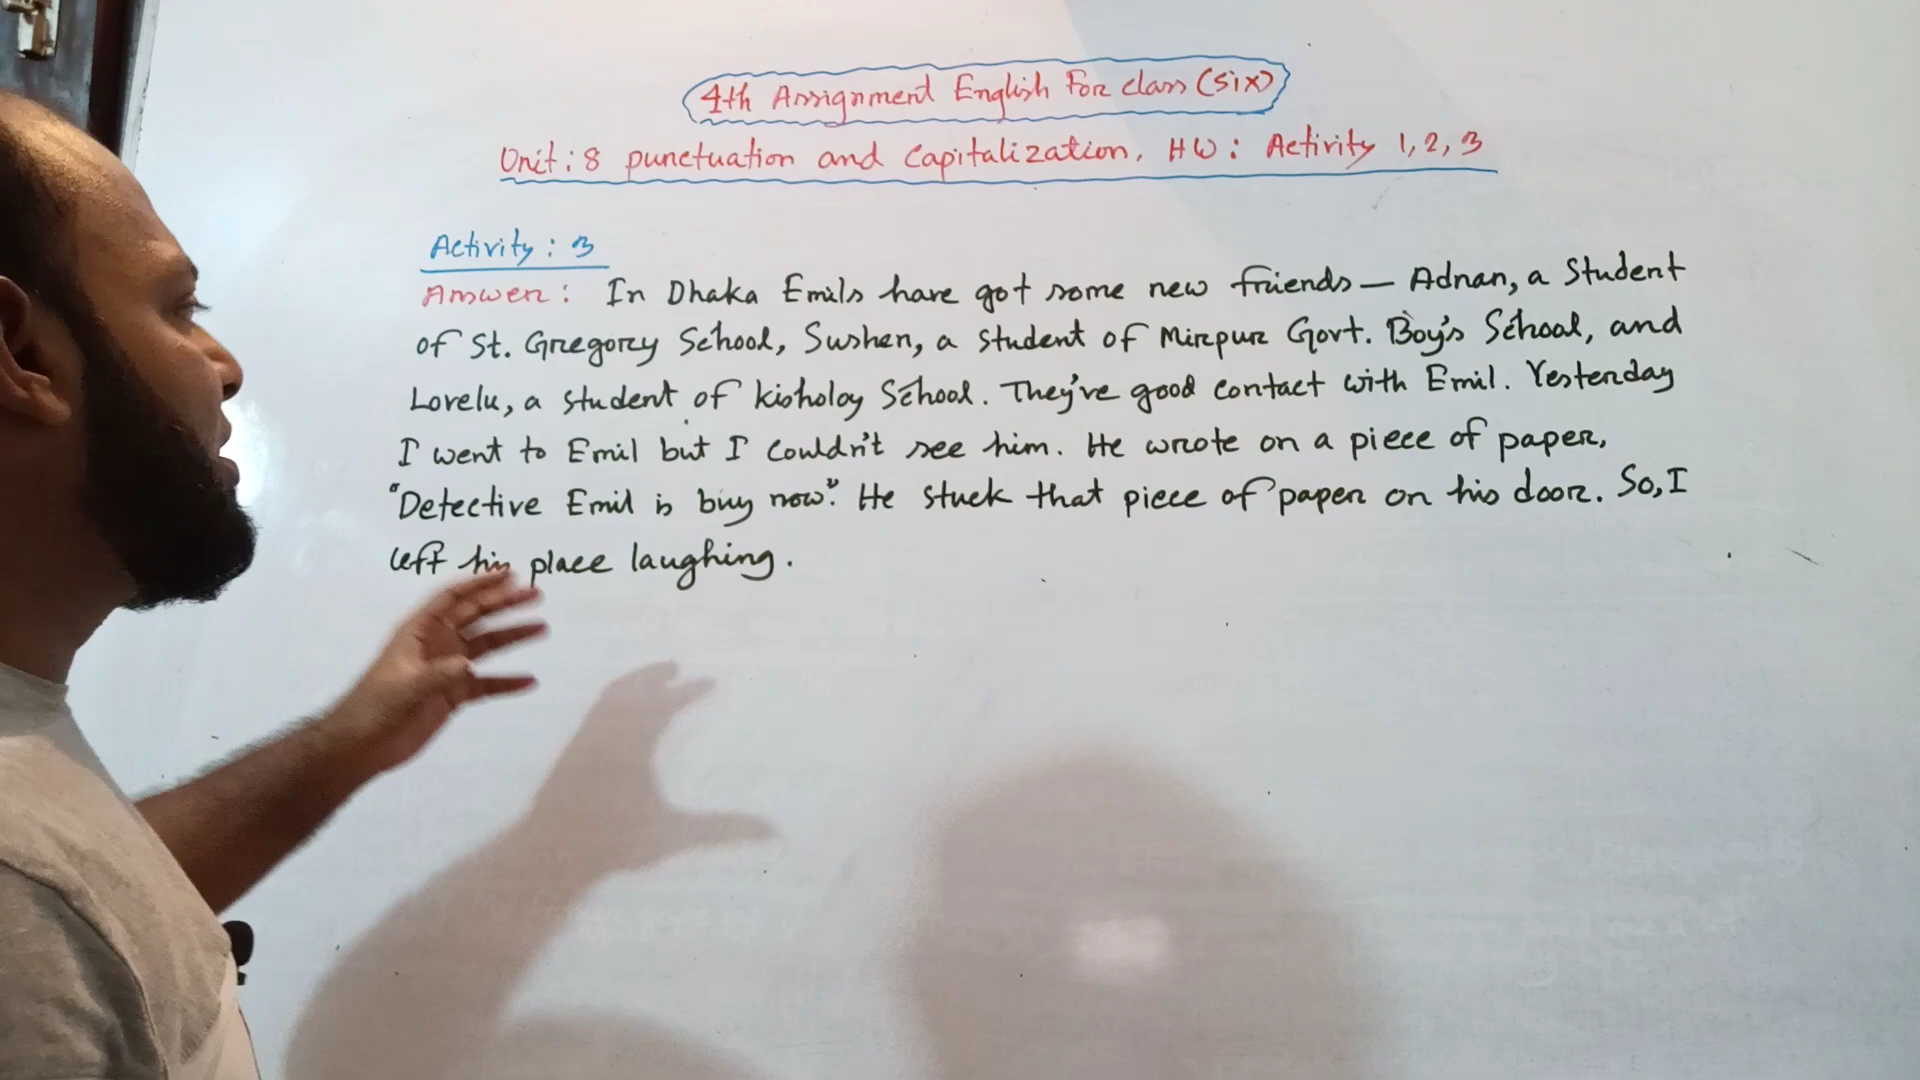 4th Assignment English For class (six)
Unit: 8 punctuation and Capitalization, HW: Activity 1, 2, 3
Activity: 3
Answer: In Dhaka Emils have got some new friends — Adnan, a Student
of St. Gregory School, Sushen, a student of Mirpur Govt. Boy's School, and
Lovelu, a student of kisholoy School. They've good contact with Emil. Yesterday
I went to Emil but I couldn't see him. He wrote on a piece of paper,
"Detective Emil is buy now". He stuck that piece of paper on his door. So, I
left his place laughing.